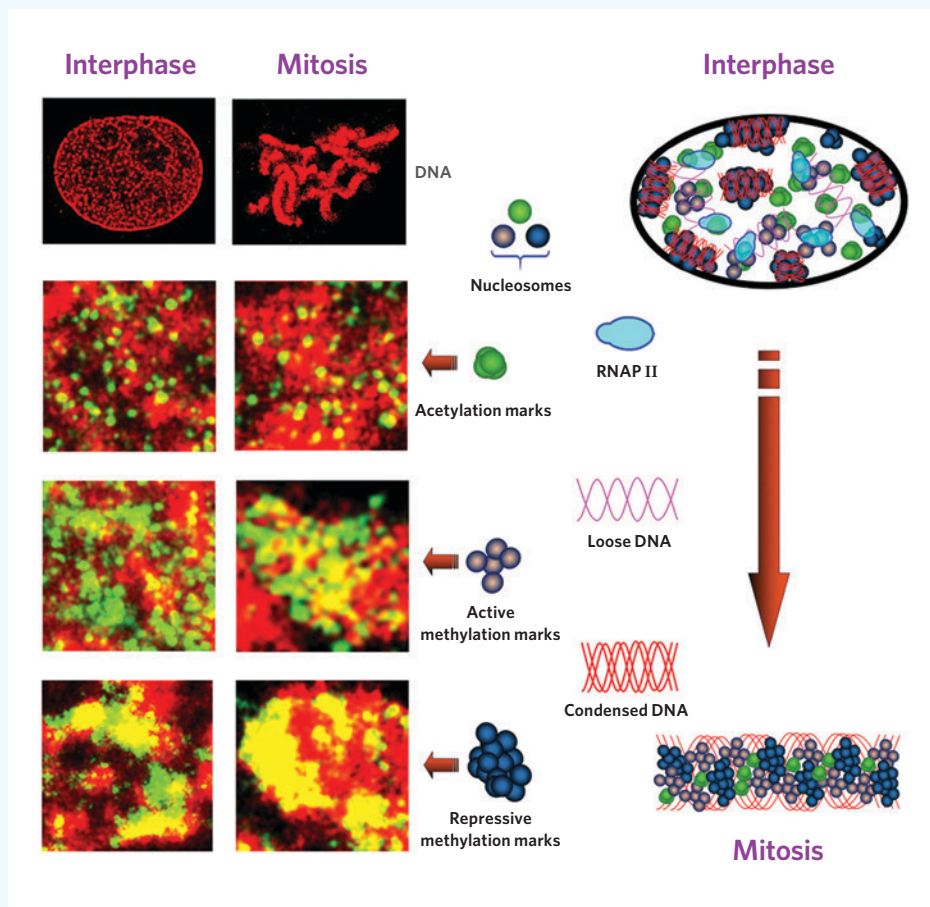 Interphase
Mitosis
Interphase
DNA
Nucleosomes
RNAP II
Acetylation marks
Loose DNA
Active
methylation marks
Condensed DNA
Repressive
methylation marks
Mitosis